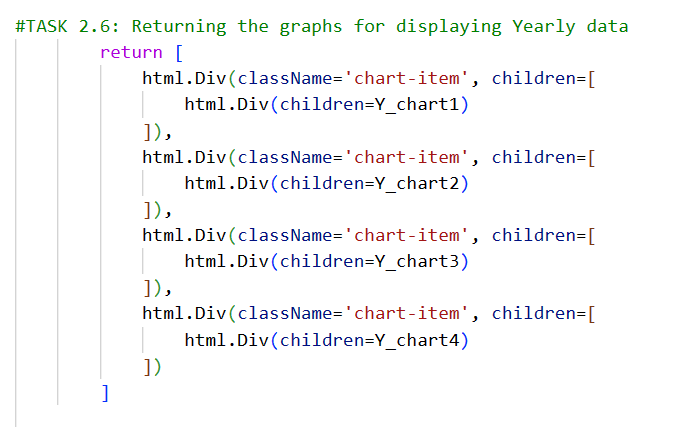 #TASK 2.6: Returning the graphs for displaying Yearly data
return [
html.Div(className='chart-item', children=[
html.Div(children=Y_chart1)
]),
html.Div(className='chart-item', children=[
html.Div(children=Y_chart2)
]),
html.Div(className='chart-item', children=[
html.Div(children=Y_chart3)
]),
html.Div(className='chart-item', children=[
html.Div(children=Y_chart4)
])
]